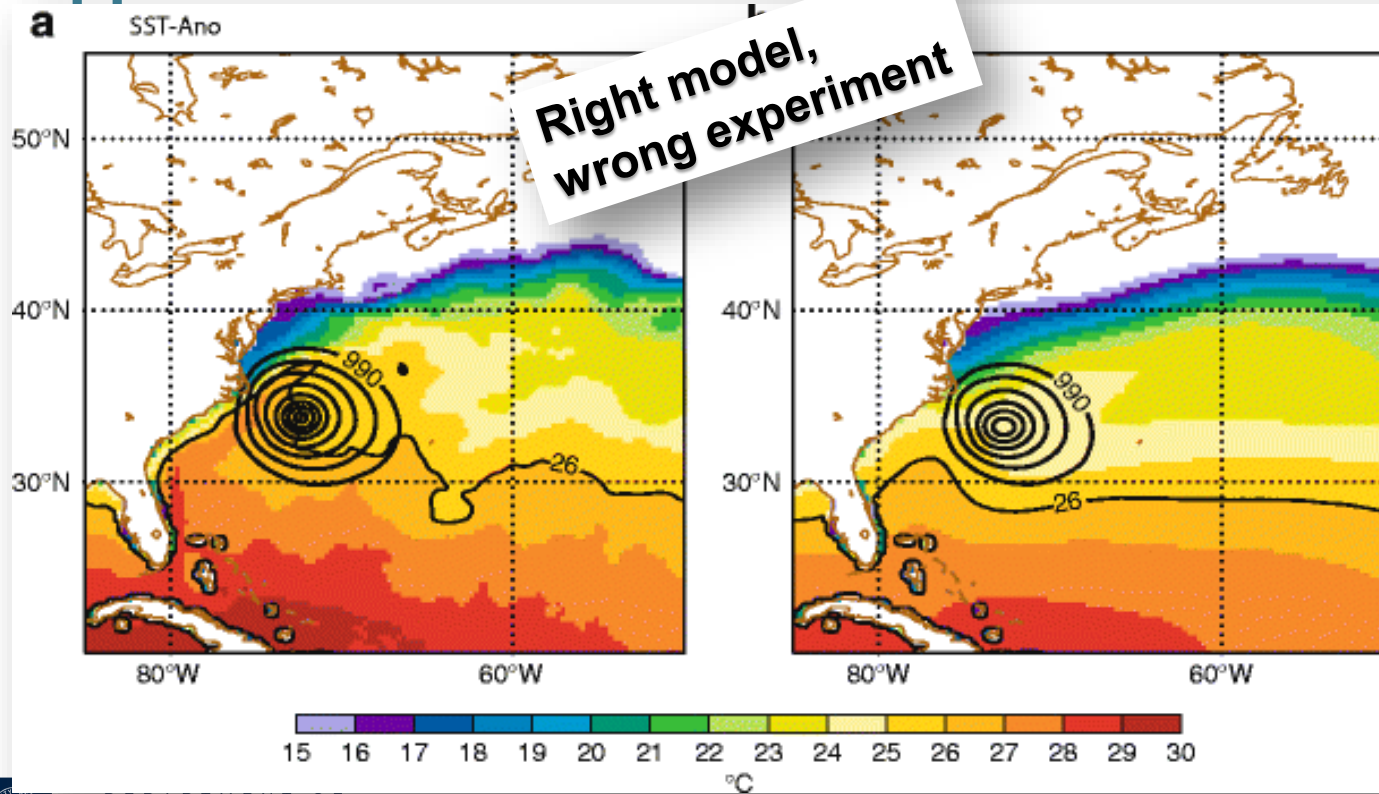 a SST-Ano
Right model,
wrong experiment
50°N
40°N 40°N
990 990
30°N 26 30°N 26
80°W 60°W 80°W 60°W
15 16 17 18 19 20 21 22 23 24 25 26 27 28 29 30
°C